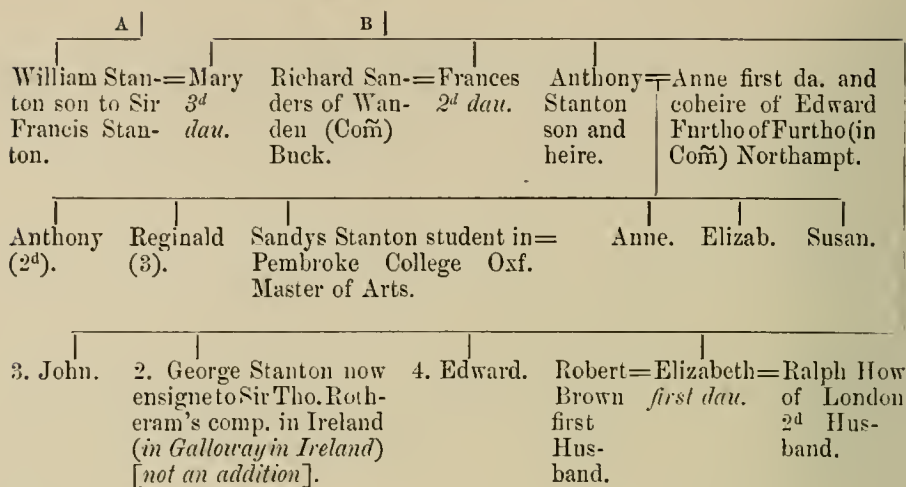 A B
William Stan-=Mary Richard San-=Frances Anthony=Anne first da. and
ton son to Sir 3d ders of Wan- 2d dau. Stanton coheire of Edward
Francis Stan- dau. den (Com̃) son and Furtho of Furtho (in
ton. Buck. heire. Com̃) Northampt.
Anthony Reginald Sandys Stanton student in= Anne. Elizab. Susan.
(2d). (3). Pembroke College Oxf.
Master of Arts.
3. John. 2. George Stanton now 4. Edward. Robert=Elizabeth=Ralph How
ensigne to Sir Tho. Roth- Brown first dau. of London
eram's comp. in Ireland first 2d Hus-
(in Galloway in Ireland) Hus- band.
[not an addition]. band.